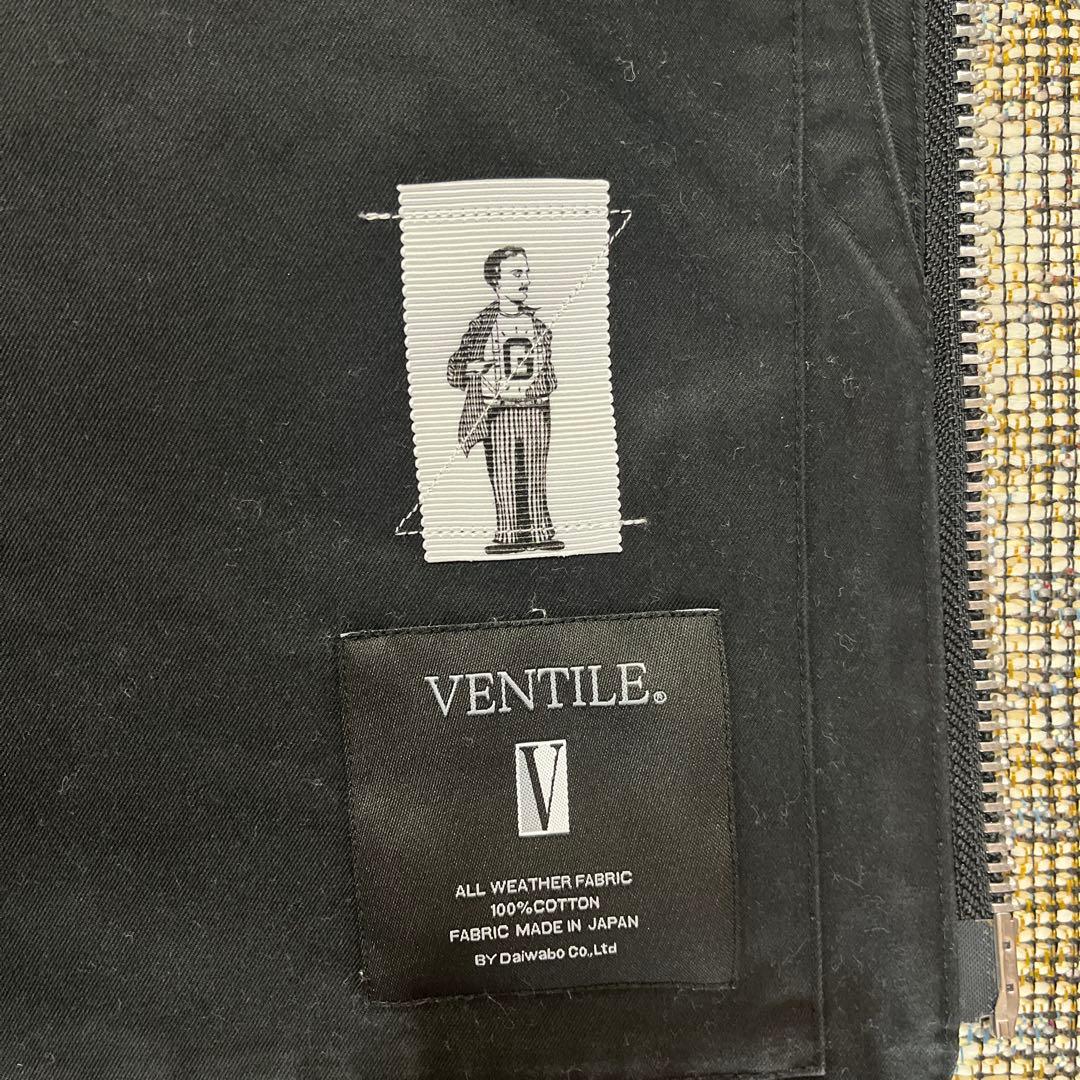 G
VENTILE®
V
ALL WEATHER FABRIC
100%COTTON
FABRIC MADE IN JAPAN
BY Daiwabo Co.,Ltd